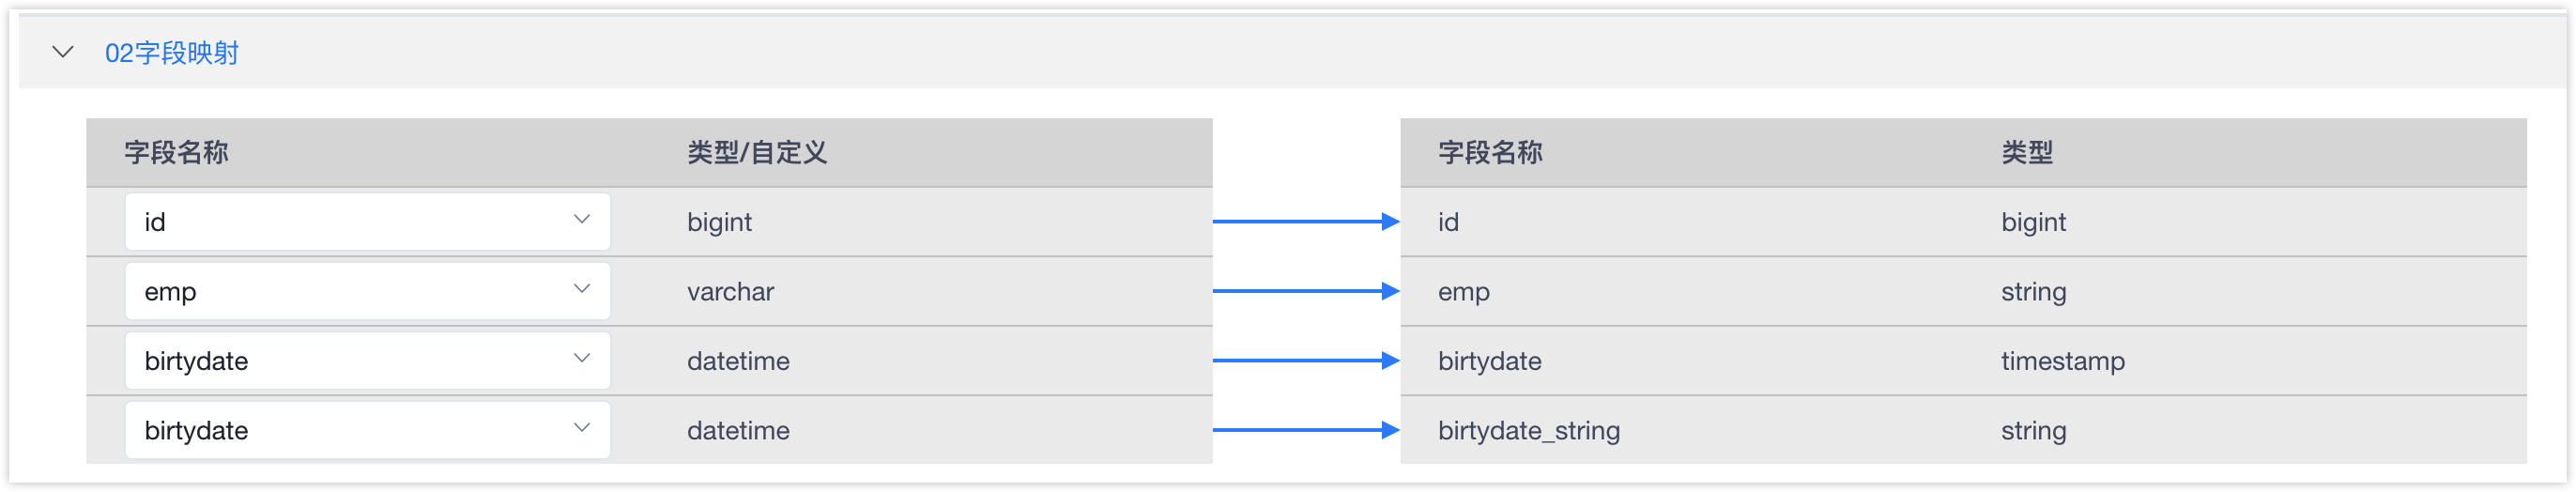 02字段映射
字段名称 类型/自定义 字段名称 类型
id bigint id bigint
emp varchar emp string
birtydate datetime birtydate timestamp
birtydate datetime birtydate_string string